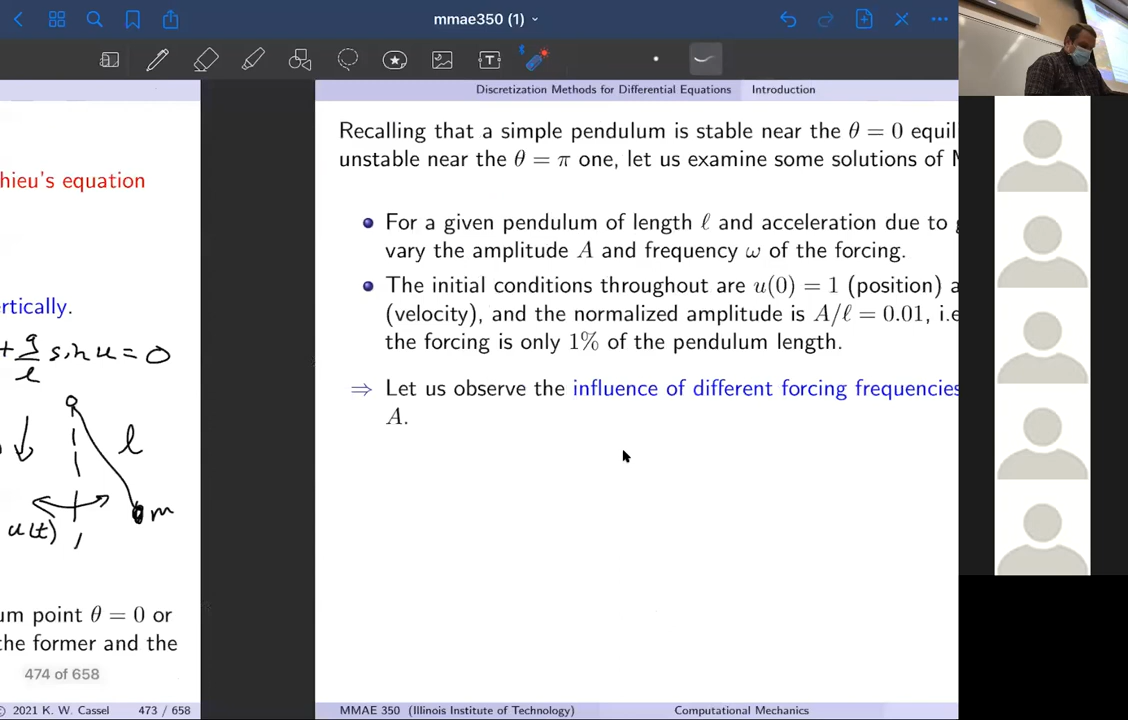 mmae350 (1)
hieu's equation
ertically.
+ g/l sin u = 0
l
m
u(t)
um point θ = 0 or
the former and the
474 of 658
© 2021 K. W. Cassel 473 / 658
Discretization Methods for Differential Equations Introduction
Recalling that a simple pendulum is stable near the θ = 0 equil
unstable near the θ = π one, let us examine some solutions of M
For a given pendulum of length ℓ and acceleration due to g
vary the amplitude A and frequency ω of the forcing.
The initial conditions throughout are u(0) = 1 (position) a
(velocity), and the normalized amplitude is A/ℓ = 0.01, i.e
the forcing is only 1% of the pendulum length.
⇒ Let us observe the influence of different forcing frequencies
A.
MMAE 350 (Illinois Institute of Technology) Computational Mechanics